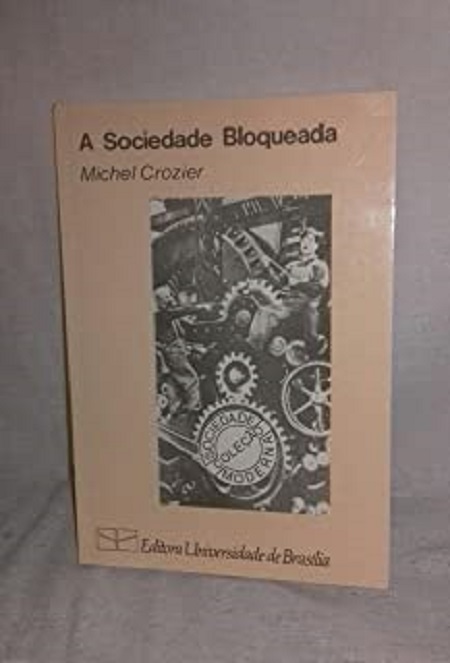 A Sociedade Bloqueada
Michel Crozier
COLEÇÃO
SOCIEDADE
MODERNA
Editora Universidade de Brasília